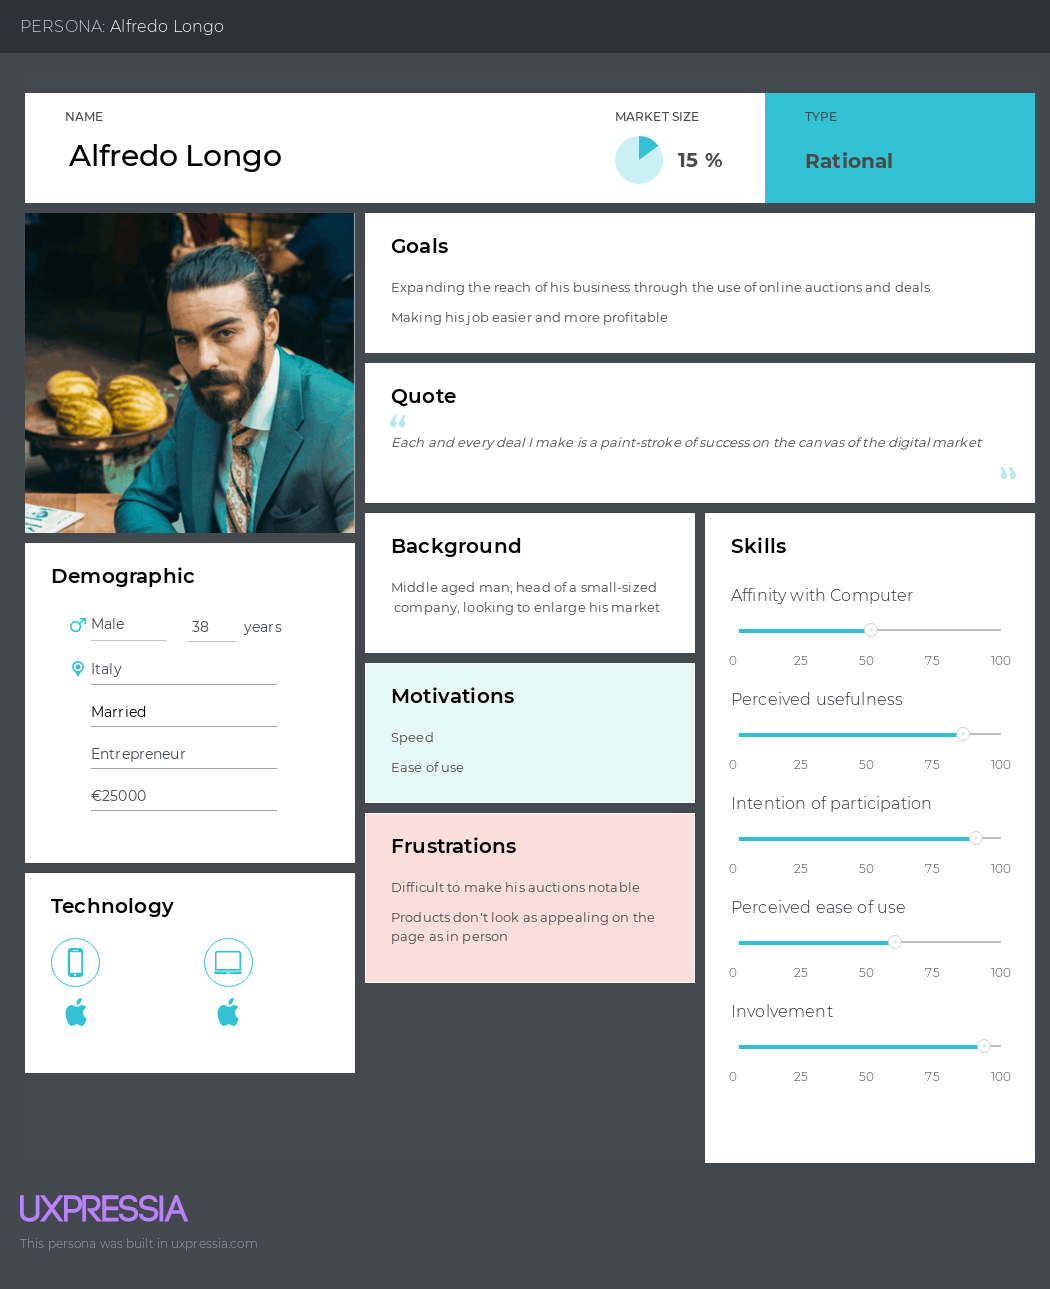 PERSONA: Alfredo Longo
NAME
Alfredo Longo
MARKET SIZE
15 %
TYPE
Rational
Goals
Expanding the reach of his business through the use of online auctions and deals
Making his job easier and more profitable
Quote
“
Each and every deal I make is a paint-stroke of success on the canvas of the digital market
”
Demographic
Male
38 years
Italy
Married
Entrepreneur
€25000
Technology
Background
Middle aged man, head of a small-sized
company, looking to enlarge his market
Motivations
Speed
Ease of use
Frustrations
Difficult to make his auctions notable
Products don't look as appealing on the
page as in person
Skills
Affinity with Computer
0 25 50 75 100
Perceived usefulness
0 25 50 75 100
Intention of participation
0 25 50 75 100
Perceived ease of use
0 25 50 75 100
Involvement
0 25 50 75 100
UXPRESSIA
This persona was built in uxpressia.com